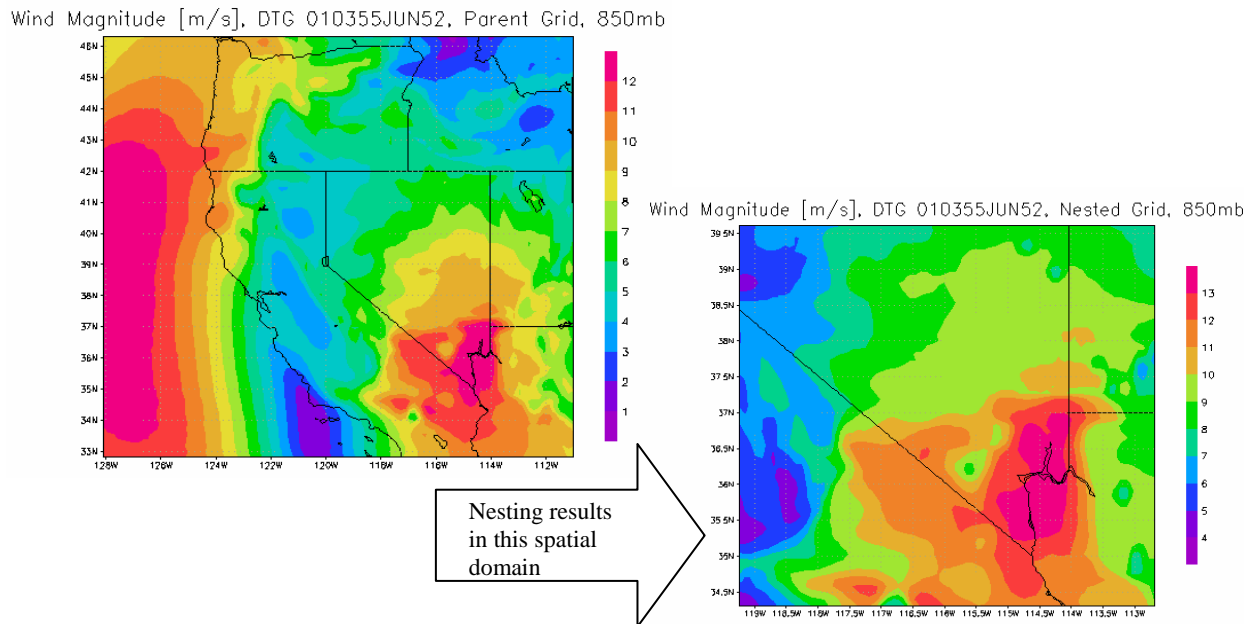 Wind Magnitude [m/s], DTG 010355JUN52, Parent Grid, 850mb
46N
45N
44N
43N
42N
41N
40N
39N
38N
37N
36N
35N
34N
33N
128W 126W 124W 122W 120W 118W 116W 114W 112W
12
11
10
9
8
7
6
5
4
3
2
1
Nesting results
in this spatial
domain
Wind Magnitude [m/s], DTG 010355JUN52, Nested Grid, 850mb
39.5N
39N
38.5N
38N
37.5N
37N
36.5N
36N
35.5N
35N
34.5N
119W 118.5W 118W 117.5W 117W 116.5W 116W 115.5W 115W 114.5W 114W 113.5W 113W
13
12
11
10
9
8
7
6
5
4